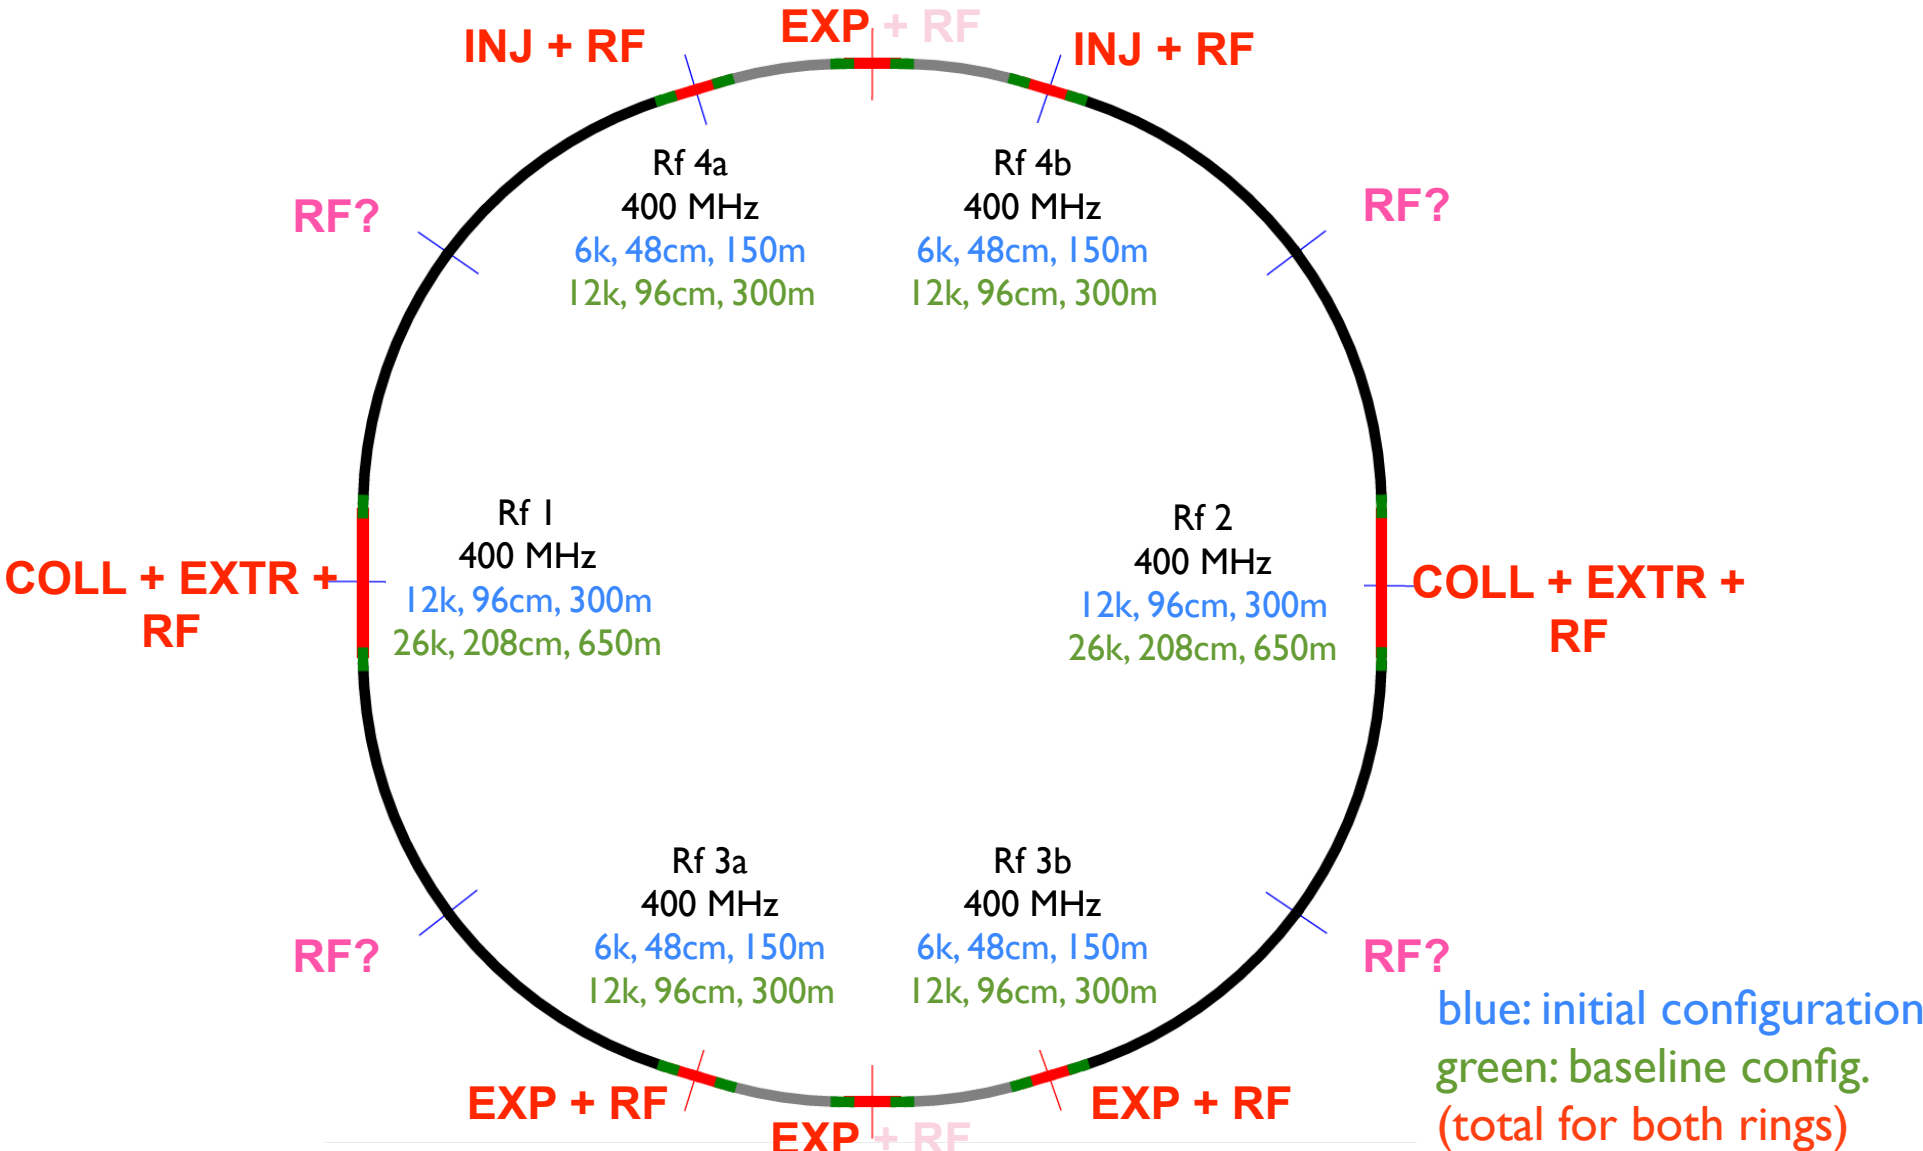 EXP + RF
INJ + RF
INJ + RF
Rf 4a
400 MHz
6k, 48cm, 150m
12k, 96cm, 300m
Rf 4b
400 MHz
6k, 48cm, 150m
12k, 96cm, 300m
RF?
RF?
Rf 1
400 MHz
12k, 96cm, 300m
26k, 208cm, 650m
Rf 2
400 MHz
12k, 96cm, 300m
26k, 208cm, 650m
COLL + EXTR +
RF
COLL + EXTR +
RF
Rf 3a
400 MHz
6k, 48cm, 150m
12k, 96cm, 300m
Rf 3b
400 MHz
6k, 48cm, 150m
12k, 96cm, 300m
RF?
RF?
EXP + RF
EXP + RF
EXP + RF
blue: initial configuration
green: baseline config.
(total for both rings)